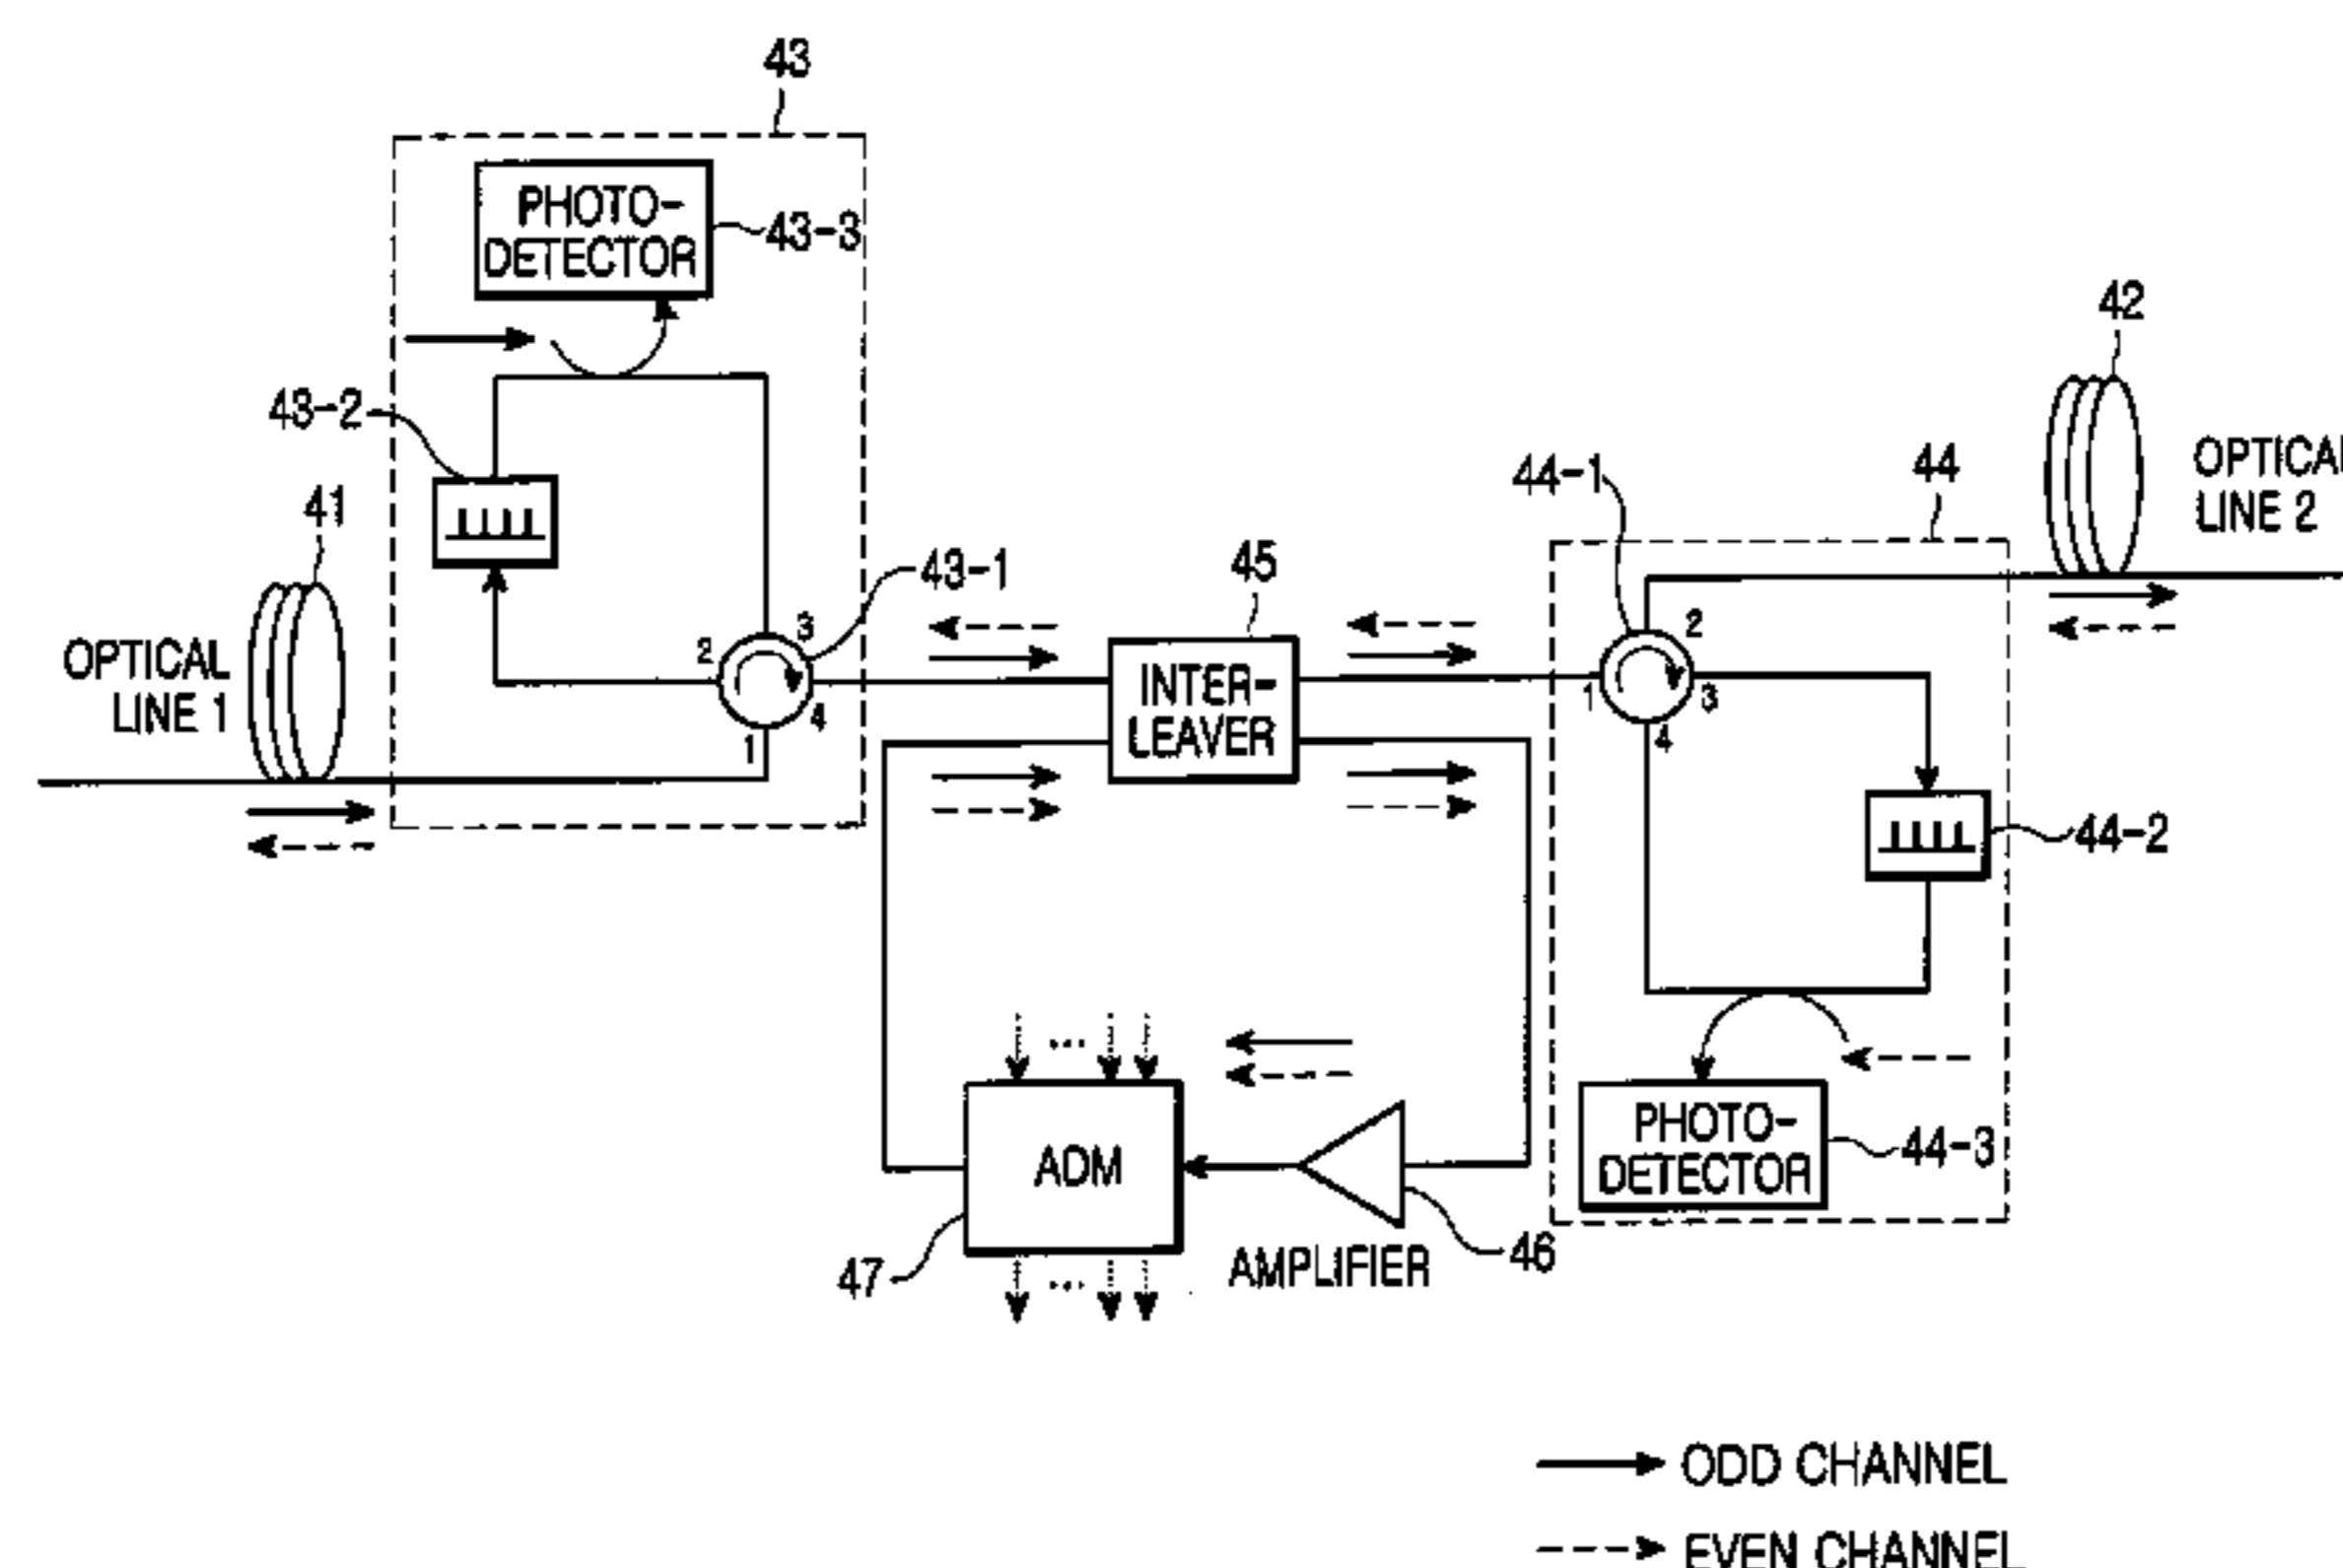 43
PHOTO-
DETECTOR
43-3
43-2
41
OPTICAL
LINE 1
2
3
4
1
43-1
45
INTER-
LEAVER
44-1
44
42
OPTICAL
LINE 2
1
2
3
4
44-2
...
ADM
47
...
AMPLIFIER
46
PHOTO-
DETECTOR
44-3
ODD CHANNEL
EVEN CHANNEL